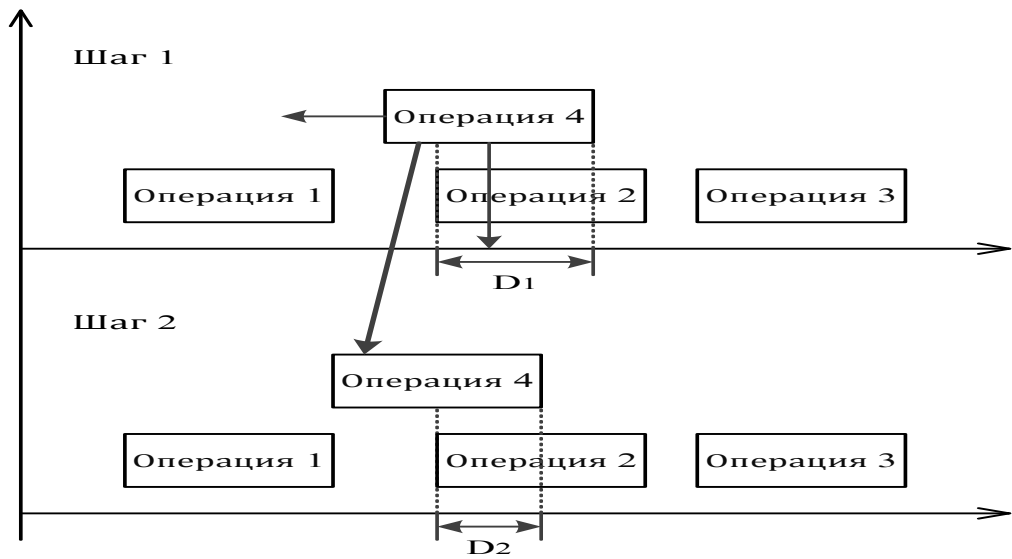 Шаг 1
Операция 4
Операция 1
Операция 2
Операция 3
D1
Шаг 2
Операция 4
Операция 1
Операция 2
Операция 3
D2